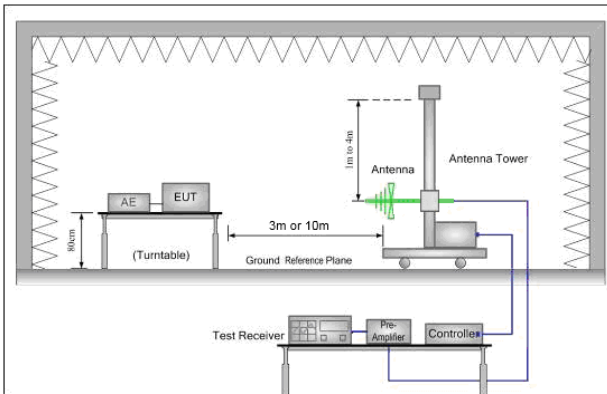 1m to 4m
Antenna
Antenna Tower
AE
EUT
80cm
(Turntable)
3m or 10m
Ground Reference Plane
Test Receiver
Pre-
Amplifier
Controller